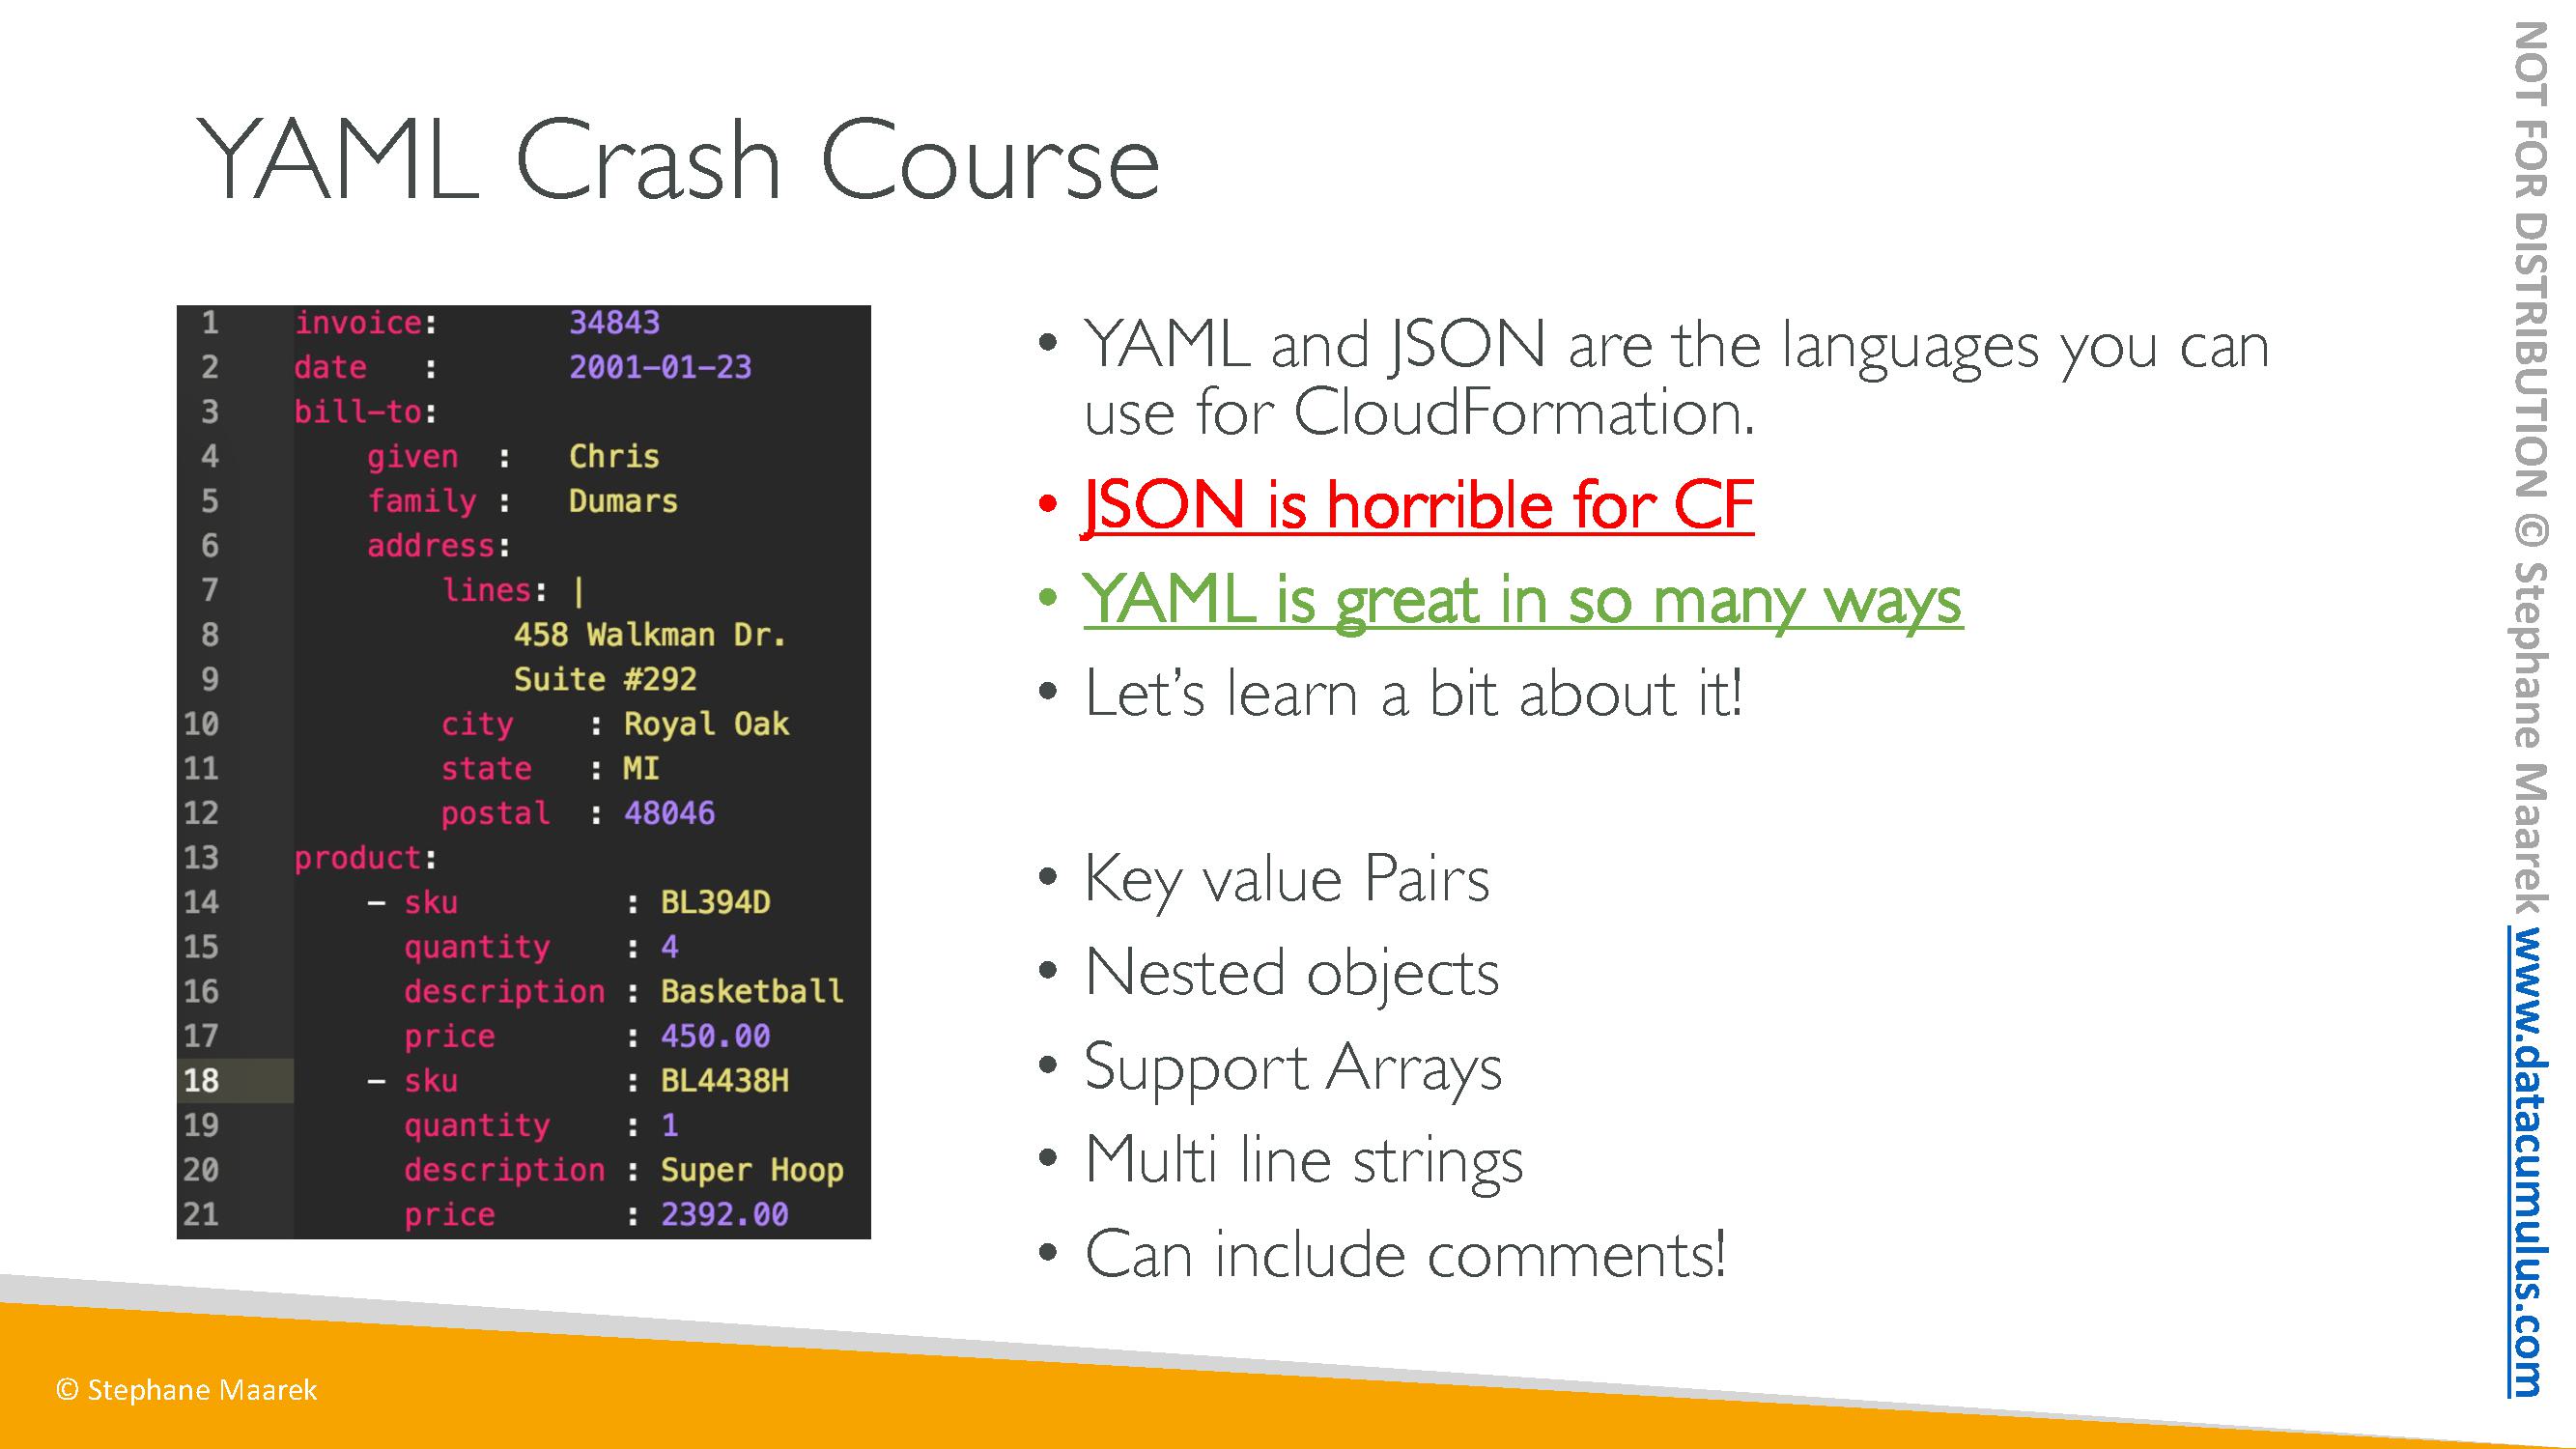 YAML Crash Course
1 invoice: 34843
2 date : 2001-01-23
3 bill-to:
4 given : Chris
5 family : Dumars
6 address:
7 lines: |
8 458 Walkman Dr.
9 Suite #292
10 city : Royal Oak
11 state : MI
12 postal : 48046
13 product:
14 - sku : BL394D
15 quantity : 4
16 description : Basketball
17 price : 450.00
18 - sku : BL4438H
19 quantity : 1
20 description : Super Hoop
21 price : 2392.00
• YAML and JSON are the languages you can
use for CloudFormation.
• JSON is horrible for CF
• YAML is great in so many ways
• Let’s learn a bit about it!
• Key value Pairs
• Nested objects
• Support Arrays
• Multi line strings
• Can include comments!
© Stephane Maarek
NOT FOR DISTRIBUTION © Stephane Maarek www.datacumulus.com